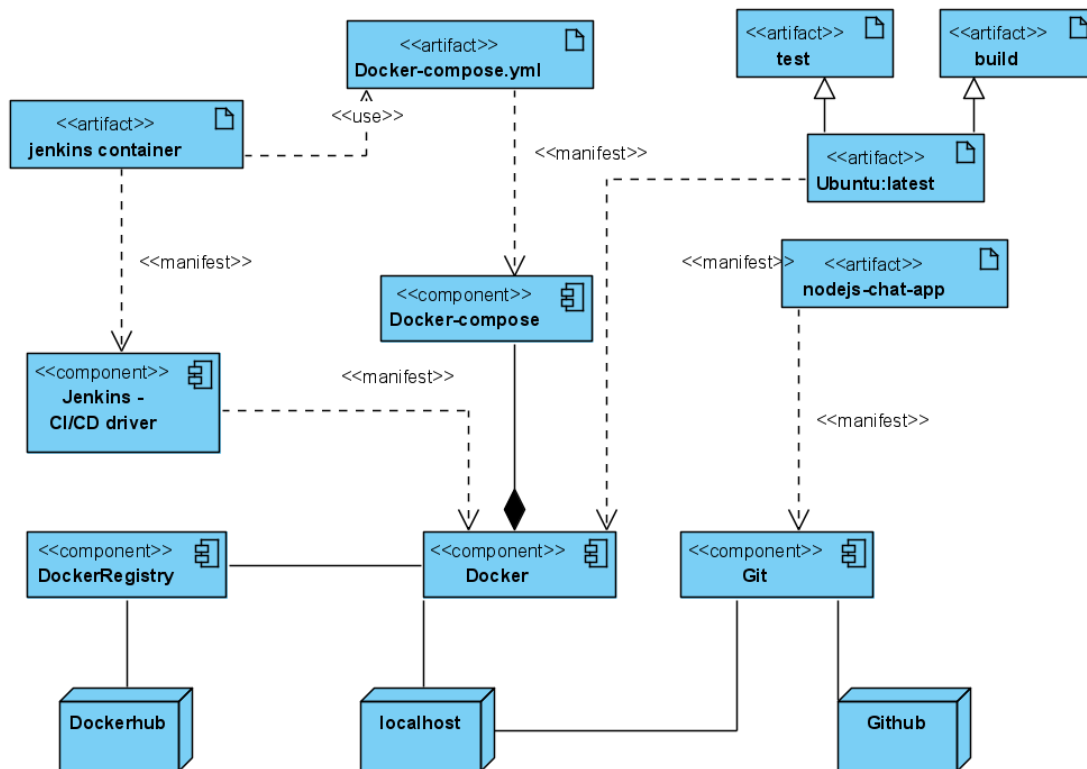 <<artifact>>
test
<<artifact>>
build
<<artifact>>
Docker-compose.yml
<<use>>
<<artifact>>
jenkins container
<<manifest>>
<<artifact>>
Ubuntu:latest
<<manifest>>
<<manifest>>
<<artifact>>
nodejs-chat-app
<<component>>
Docker-compose
<<component>>
Jenkins -
CI/CD driver
<<manifest>>
<<manifest>>
<<component>>
DockerRegistry
<<component>>
Docker
<<component>>
Git
Dockerhub
localhost
Github